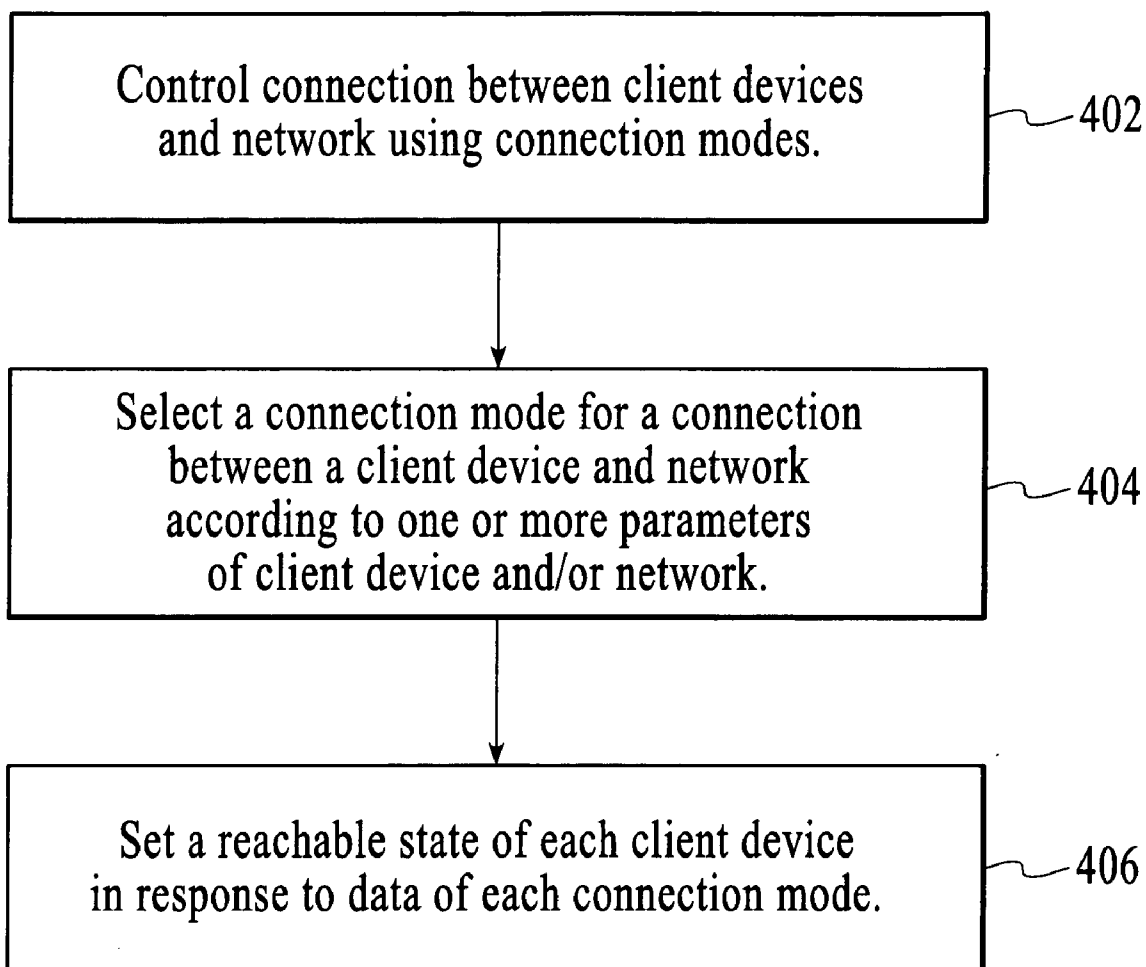 Control connection between client devices
and network using connection modes.
402
Select a connection mode for a connection
between a client device and network
according to one or more parameters
of client device and/or network.
404
Set a reachable state of each client device
in response to data of each connection mode.
406